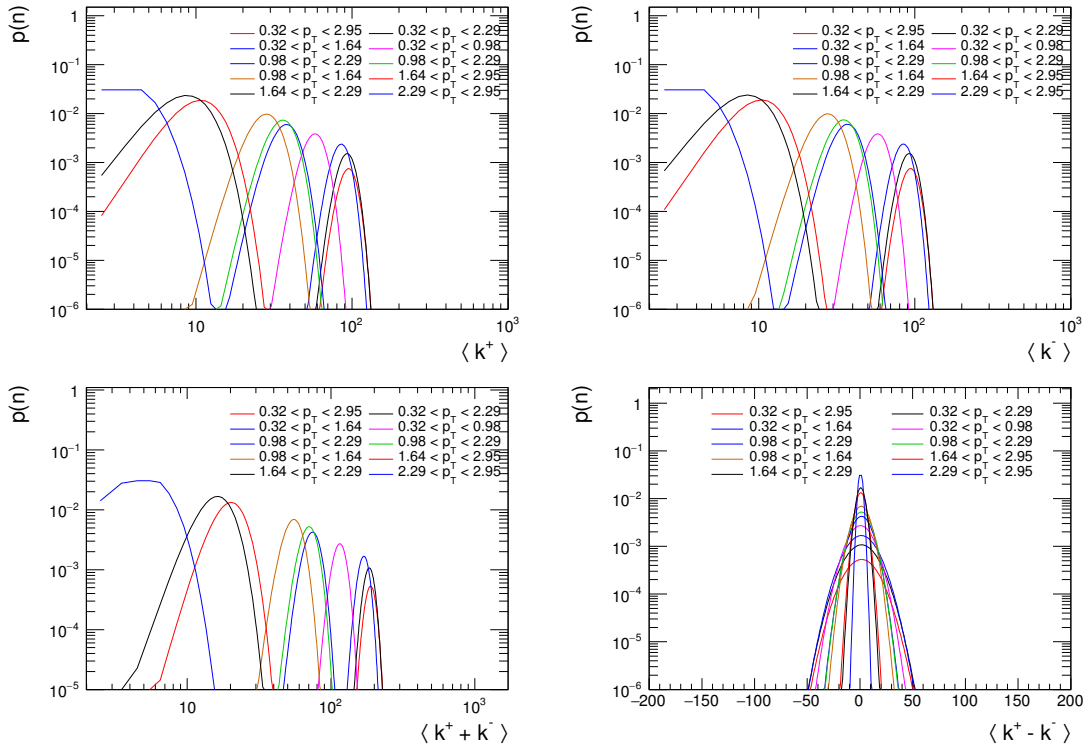 p(n)
1
10⁻¹
10⁻²
10⁻³
10⁻⁴
10⁻⁵
10⁻⁶
0.32 < p_T < 2.95 0.32 < p_T < 2.29
0.32 < p_T < 1.64 0.32 < p_T < 0.98
0.98 < p_T < 2.29 0.98 < p_T < 2.29
0.98 < p_T < 1.64 1.64 < p_T < 2.95
1.64 < p_T < 2.29 2.29 < p_T < 2.95
10 10² 10³
⟨ k⁺ ⟩
p(n)
1
10⁻¹
10⁻²
10⁻³
10⁻⁴
10⁻⁵
10⁻⁶
0.32 < p_T < 2.95 0.32 < p_T < 2.29
0.32 < p_T < 1.64 0.32 < p_T < 0.98
0.98 < p_T < 2.29 0.98 < p_T < 2.29
0.98 < p_T < 1.64 1.64 < p_T < 2.95
1.64 < p_T < 2.29 2.29 < p_T < 2.95
10 10² 10³
⟨ k⁻ ⟩
p(n)
1
10⁻¹
10⁻²
10⁻³
10⁻⁴
10⁻⁵
0.32 < p_T < 2.95 0.32 < p_T < 2.29
0.32 < p_T < 1.64 0.32 < p_T < 0.98
0.98 < p_T < 2.29 0.98 < p_T < 2.29
0.98 < p_T < 1.64 1.64 < p_T < 2.95
1.64 < p_T < 2.29 2.29 < p_T < 2.95
10 10² 10³
⟨ k⁺ + k⁻ ⟩
p(n)
1
10⁻¹
10⁻²
10⁻³
10⁻⁴
10⁻⁵
10⁻⁶
0.32 < p_T < 2.95 0.32 < p_T < 2.29
0.32 < p_T < 1.64 0.32 < p_T < 0.98
0.98 < p_T < 2.29 0.98 < p_T < 2.29
0.98 < p_T < 1.64 1.64 < p_T < 2.95
1.64 < p_T < 2.29 2.29 < p_T < 2.95
−200 −150 −100 −50 0 50 100 150 200
⟨ k⁺ - k⁻ ⟩